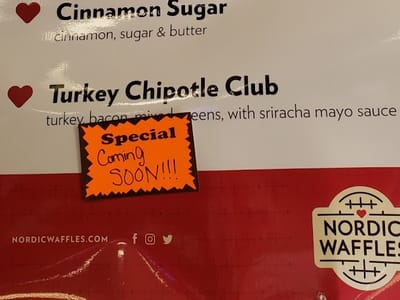 Cinnamon Sugar
cinnamon, sugar & butter
Turkey Chipotle Club
turkey, bacon, mixed greens, with sriracha mayo sauce
Special
Coming
SOON!!!
NORDICWAFFLES.COM
NORDIC
WAFFLES